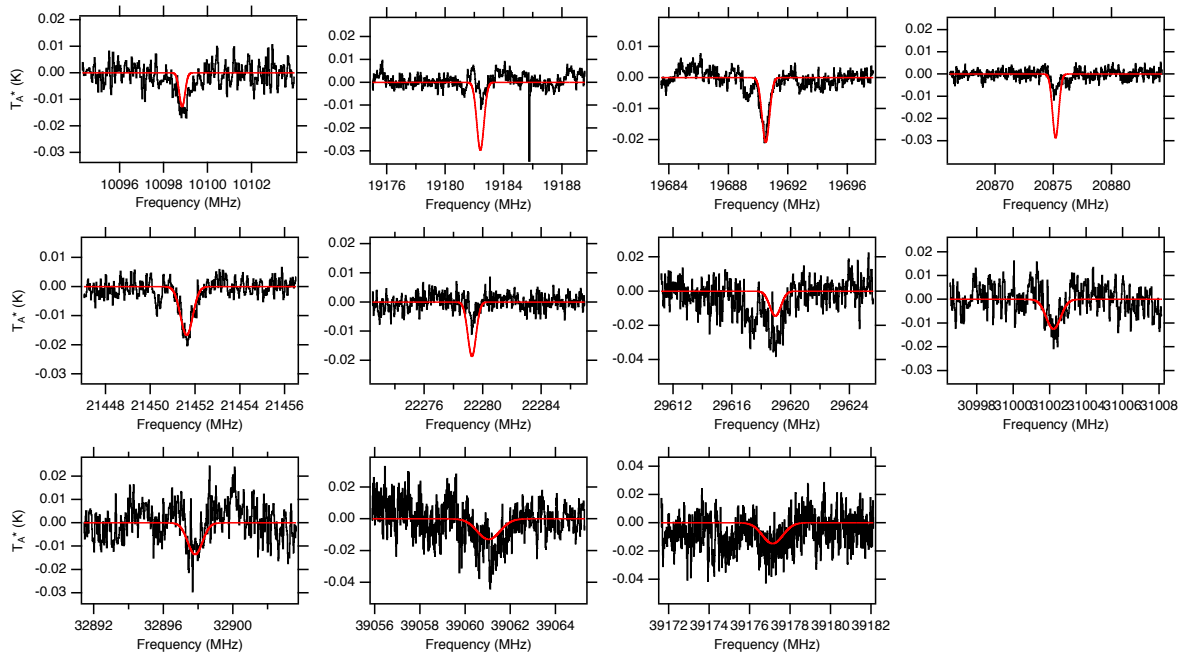 0.02
0.01
0.00
-0.01
-0.02
-0.03
T_A* (K)
10096 10098 10100 10102
Frequency (MHz)
0.02
0.01
0.00
-0.01
-0.02
-0.03
19176 19180 19184 19188
Frequency (MHz)
0.01
0.00
-0.01
-0.02
19684 19688 19692 19696
Frequency (MHz)
0.02
0.01
0.00
-0.01
-0.02
-0.03
20870 20875 20880
Frequency (MHz)
0.01
0.00
-0.01
-0.02
-0.03
T_A* (K)
21448 21450 21452 21454 21456
Frequency (MHz)
0.02
0.01
0.00
-0.01
-0.02
22276 22280 22284
Frequency (MHz)
0.02
0.00
-0.02
-0.04
29612 29616 29620 29624
Frequency (MHz)
0.02
0.01
0.00
-0.01
-0.02
-0.03
30998 31000 31002 31004 31006 31008
Frequency (MHz)
0.02
0.01
0.00
-0.01
-0.02
-0.03
T_A* (K)
32892 32896 32900
Frequency (MHz)
0.02
0.00
-0.02
-0.04
39056 39058 39060 39062 39064
Frequency (MHz)
0.04
0.02
0.00
-0.02
-0.04
39172 39174 39176 39178 39180 39182
Frequency (MHz)